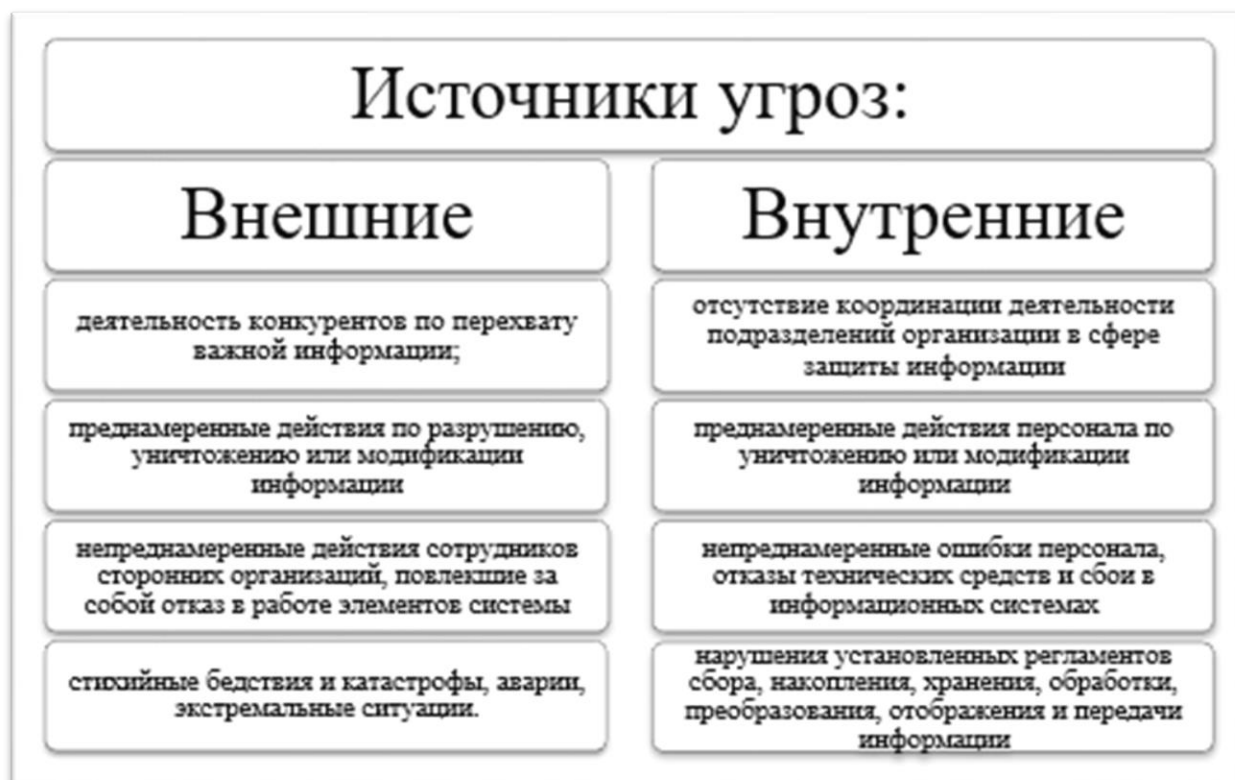 Источники угроз:
Внешние
деятельность конкурентов по перехвату
важной информации;
преднамеренные действия по разрушению,
уничтожению или модификации
информации
непреднамеренные действия сотрудников
сторонних организаций, повлекшие за
собой отказ в работе элементов системы
стихийные бедствия и катастрофы, аварии,
экстремальные ситуации.
Внутренние
отсутствие координации деятельности
подразделений организации в сфере
защиты информации
преднамеренные действия персонала по
уничтожению или модификации
информации
непреднамеренные ошибки персонала,
отказы технических средств и сбои в
информационных системах
нарушения установленных регламентов
сбора, накопления, хранения, обработки,
преобразования, отображения и передачи
информации